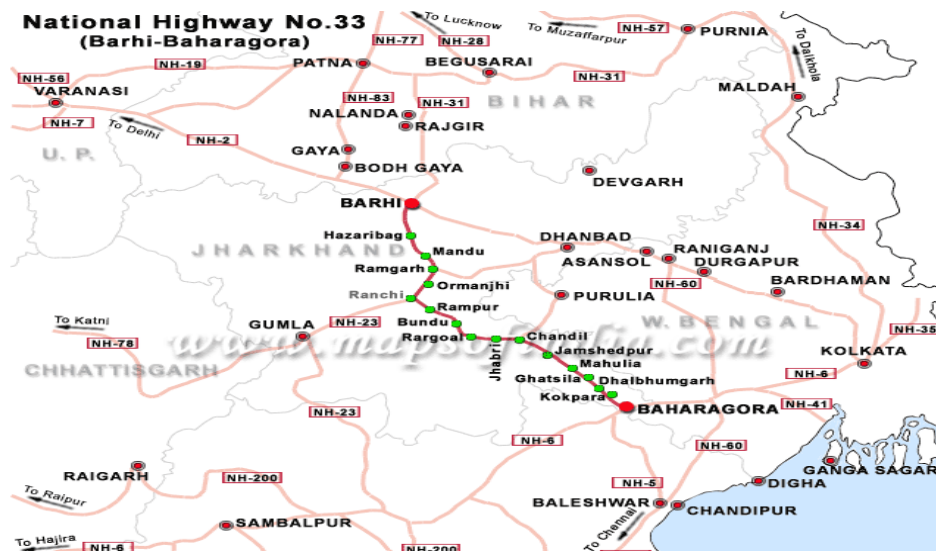 National Highway No.33
(Barhi-Baharagora)
To Lucknow
To Muzaffarpur
NH-57
PURNIA
NH-77
NH-28
To Dalkhola
NH-56
NH-19
PATNA
BEGUSARAI
NH-31
VARANASI
MALDAH
NH-83
NH-31
BIHAR
NH-7
To Delhi
NALANDA
RAJGIR
U. P.
NH-2
GAYA
BODH GAYA
DEVGARH
BARHI
NH-34
Hazaribag
JHARKHAND
DHANBAD
Mandu
RANIGANJ
ASANSOL
Ramgarh
DURGAPUR
Ormanjhi
NH-60
BARDHAMAN
Ranchi
PURULIA
Rampur
To Katni
GUMLA
NH-23
Bundu
W. BENGAL
NH-35
NH-78
Rargoal
Chandil
Jhabri
Jamshedpur
KOLKATA
CHHATTISGARH
Mahulia
NH-6
Ghatsila
Dhalbhumgarh
Kokpara
BAHARAGORA
NH-41
NH-23
NH-6
NH-60
RAIGARH
NH-200
GANGA SAGAR
NH-5
DIGHA
To Raipur
BALESHWAR
CHANDIPUR
To Chennai
SAMBALPUR
To Hajira
NH-6
NH-200